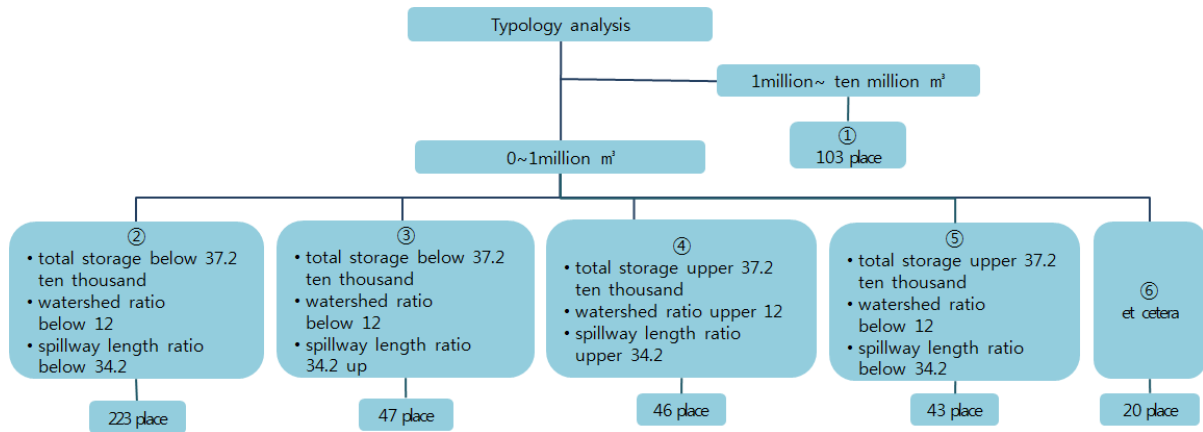 Typology analysis
1million~ ten million m³
①
103 place
0~1million m³
②
• total storage below 37.2
ten thousand
• watershed ratio
below 12
• spillway length ratio
below 34.2
223 place
③
• total storage below 37.2
ten thousand
• watershed ratio
below 12
• spillway length ratio
34.2 up
47 place
④
• total storage upper 37.2
ten thousand
• watershed ratio upper 12
• spillway length ratio
upper 34.2
46 place
⑤
• total storage upper 37.2
ten thousand
• watershed ratio
below 12
• spillway length ratio
below 34.2
43 place
⑥
et cetera
20 place